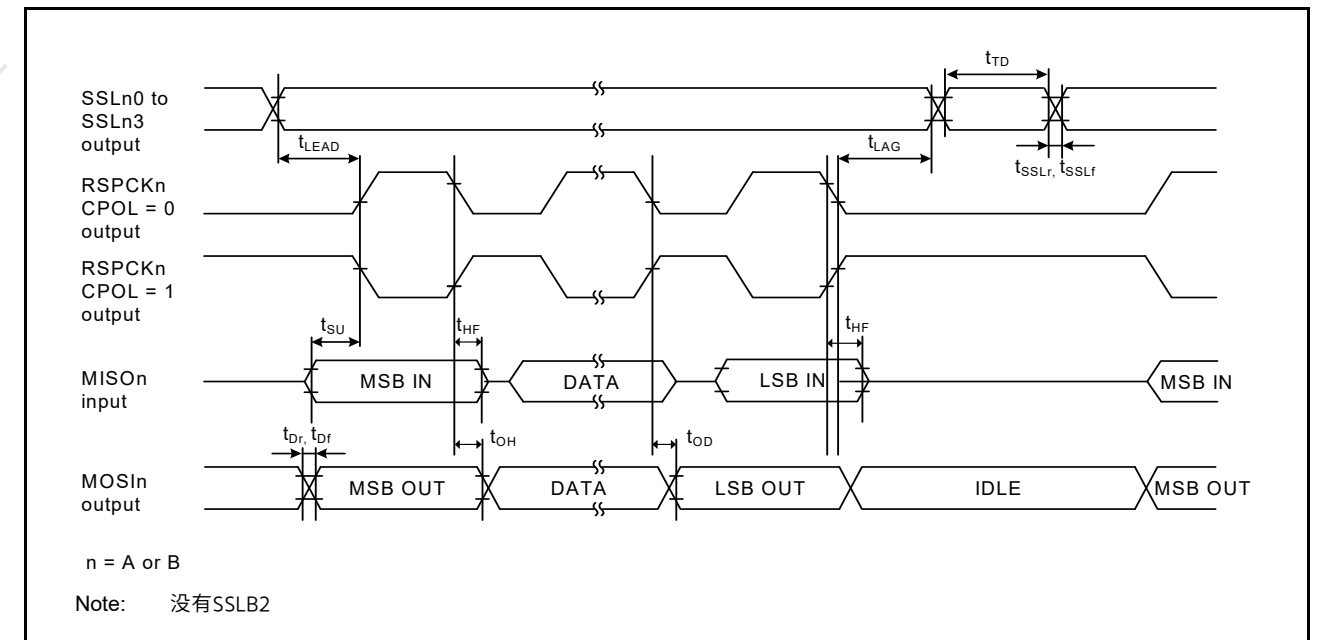 tTD
SSLn0 to
SSLn3
output
tLEAD
tLAG
tSSLr, tSSLf
RSPCKn
CPOL = 0
output
RSPCKn
CPOL = 1
output
tSU
tHF
tHF
MISOn
input
MSB IN
DATA
LSB IN
MSB IN
tDr, tDf
tOH
tOD
MOSIn
output
MSB OUT
DATA
LSB OUT
IDLE
MSB OUT
n = A or B
Note: 没有SSLB2